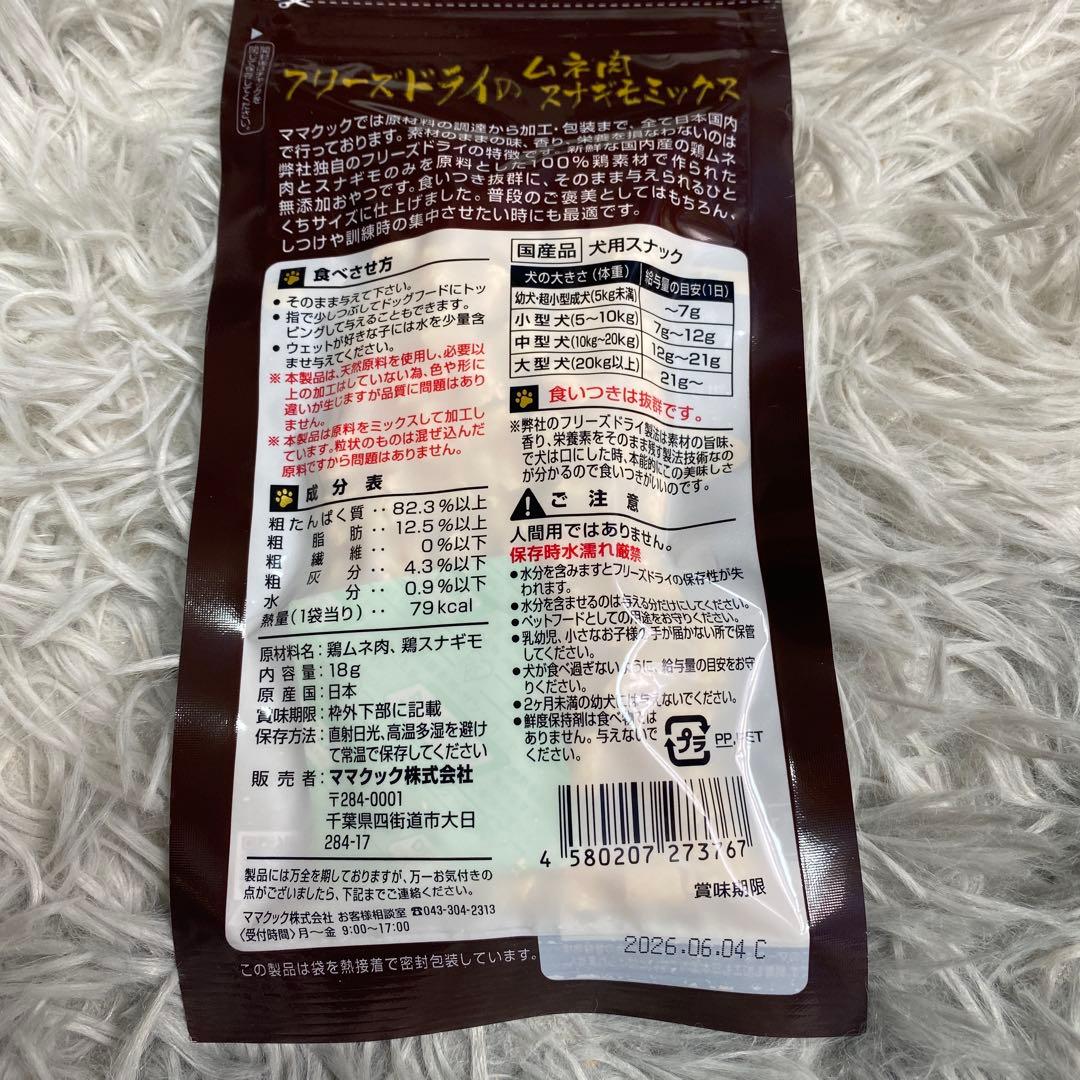 フリーズドライの ムネ肉
スナギモミックス
ママクックでは原材料の調達から加工・包装まで、全て日本国内
で行っております。素材のままの味、香り、栄養を損なわないのは
弊社独自のフリーズドライの特徴です。新鮮な国内産の鶏ムネ
肉とスナギモのみを原料とした100%鶏素材で作られた
無添加おやつです。食いつき抜群に、そのまま与えられるひと
くちサイズに仕上げました。普段のご褒美としてはもちろん、
しつけや訓練時の集中させたい時にも最適です。
食べさせ方
●そのまま与えて下さい。
●指で少しつぶしてドッグフードにトッ
ピングして与えることもできます。
●ウェットが好きな子には水を少量含
ませ与えてください。
※本製品は、天然原料を使用し、必要以
上の加工はしていない為、色や形に
違いが生じますが品質に問題はあり
ません。
※本製品は原料をミックスして加工し
ています。粒状のものは混ぜ込んだ
原料ですから問題はありません。
成分表
粗たんぱく質‥82.3%以上
粗脂肪‥12.5%以上
粗繊維‥0%以下
粗灰分‥4.3%以下
水分‥0.9%以下
熱量(1袋当り)‥79kcal
原材料名:鶏ムネ肉、鶏スナギモ
内容量:18g
原産国:日本
賞味期限:枠外下部に記載
保存方法:直射日光、高温多湿を避け
て常温で保存してください
販売者:ママクック株式会社
〒284-0001
千葉県四街道市大日
284-17
製品には万全を期しておりますが、万一お気付きの
点がございましたら、下記までご連絡ください。
ママクック株式会社 お客様相談室 ☎043-304-2313
〈受付時間〉月〜金 9:00〜17:00
この製品は袋を熱接着で密封包装しています。
国産品 犬用スナック
犬の大きさ(体重) 給与量の目安(1日)
幼犬・超小型成犬(5kg未満) 〜7g
小型犬(5〜10kg) 7g〜12g
中型犬(10kg〜20kg) 12g〜21g
大型犬(20kg以上) 21g〜
食いつきは抜群です。
※弊社のフリーズドライ製法は素材の旨味、
香り、栄養素をそのまま残す製法技術なの
で犬は口にした時、本能的にこの美味しさ
が分かるので食いつきがいいのです。
ご注意
人間用ではありません。
保存時水濡れ厳禁
●水分を含みますとフリーズドライの保存性が失
われます。
●水分を含ませるのは与える分だけにしてください。
●ペットフードとしての用途をお守りください。
●乳幼児、小さなお子様の手が届かない所で保管
してください。
●犬が食べ過ぎないように、給与量の目安をお守
りください。
●2ヶ月未満の幼犬には与えないでください。
●鮮度保持剤は食べ物では
ありません。与えないで
ください。
プラ PP,PET
4 580207 273767
賞味期限
2026.06.04 C